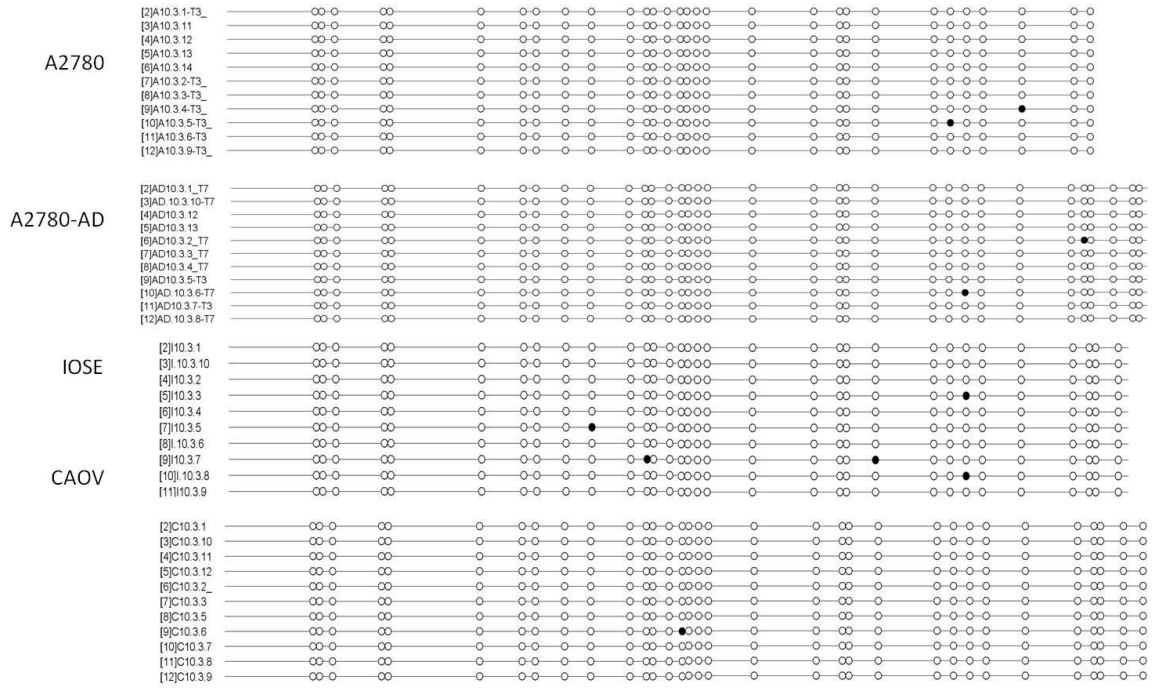 A2780
[2]A10.3.1-T3_
[3]A10.3.11
[4]A10.3.12
[5]A10.3.13
[6]A10.3.14
[7]A10.3.2-T3_
[8]A10.3.3-T3_
[9]A10.3.4-T3_
[10]A10.3.5-T3_
[11]A10.3.6-T3
[12]A10.3.9-T3_
A2780-AD
[2]AD10.3.1_T7
[3]AD.10.3.10-T7
[4]AD10.3.12
[5]AD10.3.13
[6]AD10.3.2_T7
[7]AD10.3.3_T7
[8]AD10.3.4_T7
[9]AD10.3.5-T3
[10]AD.10.3.6-T7
[11]AD10.3.7-T3
[12]AD.10.3.8-T7
IOSE
[2]I10.3.1
[3]I.10.3.10
[4]I10.3.2
[5]I10.3.3
[6]I10.3.4
[7]I10.3.5
[8]I.10.3.6
[9]I10.3.7
[10]I.10.3.8
[11]I10.3.9
CAOV
[2]C10.3.1
[3]C10.3.10
[4]C10.3.11
[5]C10.3.12
[6]C10.3.2_
[7]C10.3.3
[8]C10.3.5
[9]C10.3.6
[10]C10.3.7
[11]C10.3.8
[12]C10.3.9